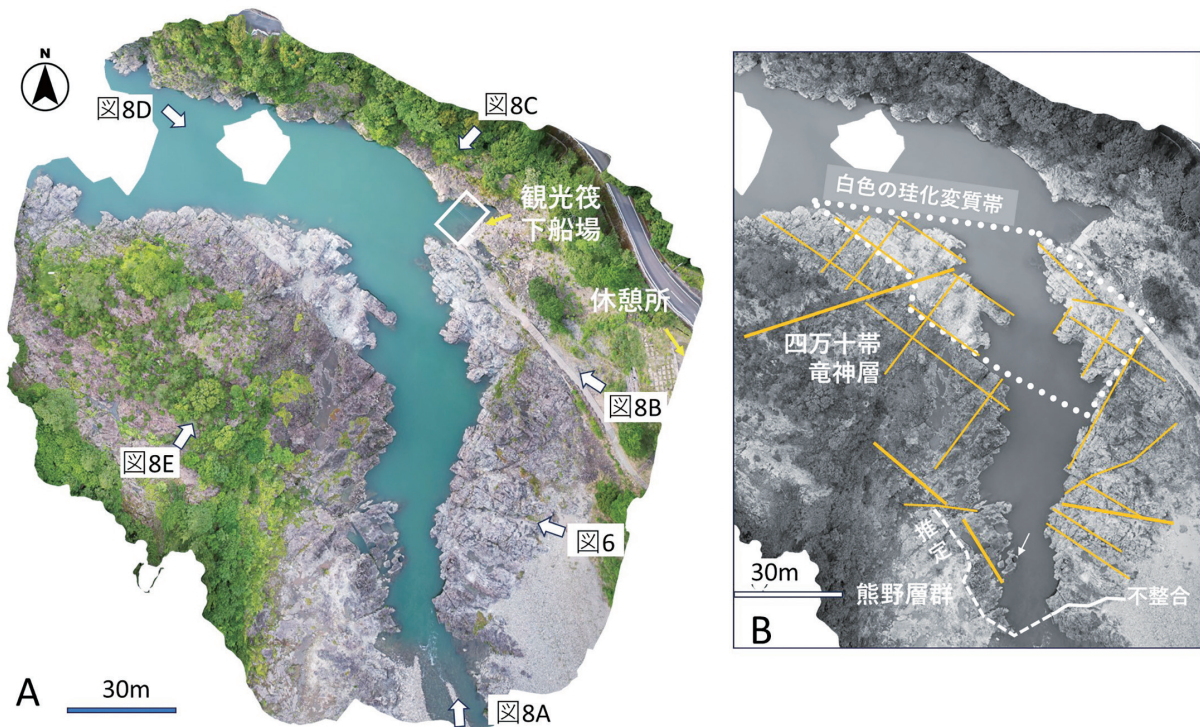 N
図8D
図8C
観光筏
下船場
休憩所
図8B
図8E
図6
図8A
A
30m
白色の珪化変質帯
四万十帯
竜神層
推定
30m
熊野層群
不整合
B